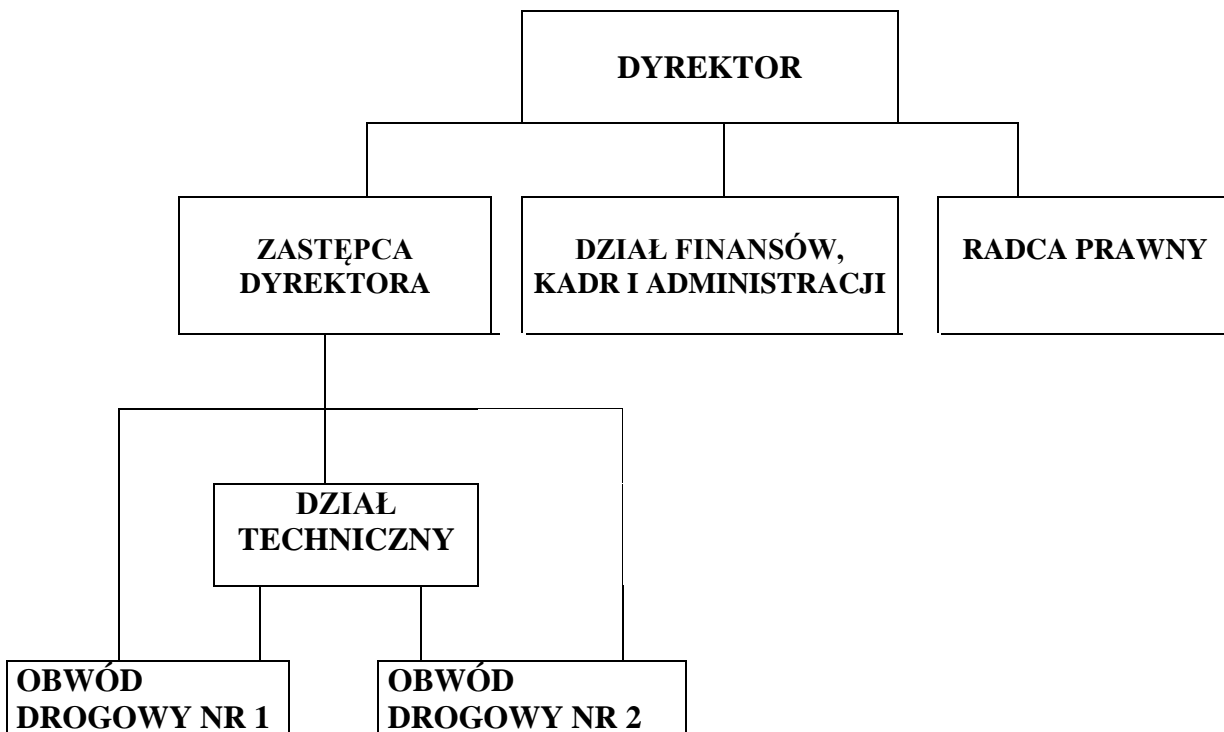 DYREKTOR
ZASTĘPCA
DYREKTORA
DZIAŁ FINANSÓW,
KADR I ADMINISTRACJI
RADCA PRAWNY
DZIAŁ
TECHNICZNY
OBWÓD
DROGOWY NR 1
OBWÓD
DROGOWY NR 2